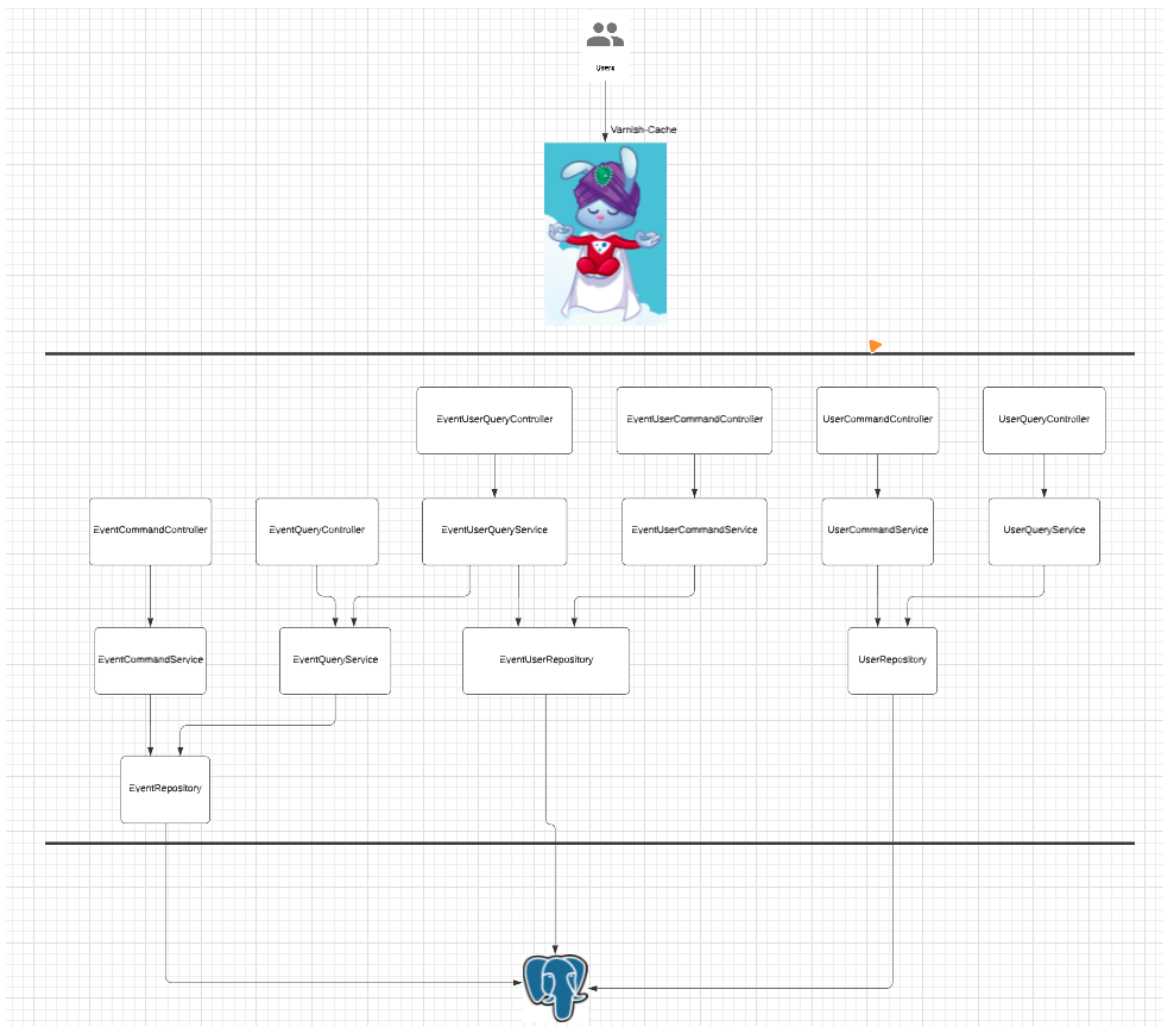 Users
Varnish-Cache
EventUserQueryController
EventUserCommandController
UserCommandController
UserQueryController
EventCommandController
EventQueryController
EventUserQueryService
EventUserCommandService
UserCommandService
UserQueryService
EventCommandService
EventQueryService
EventUserRepository
UserRepository
EventRepository